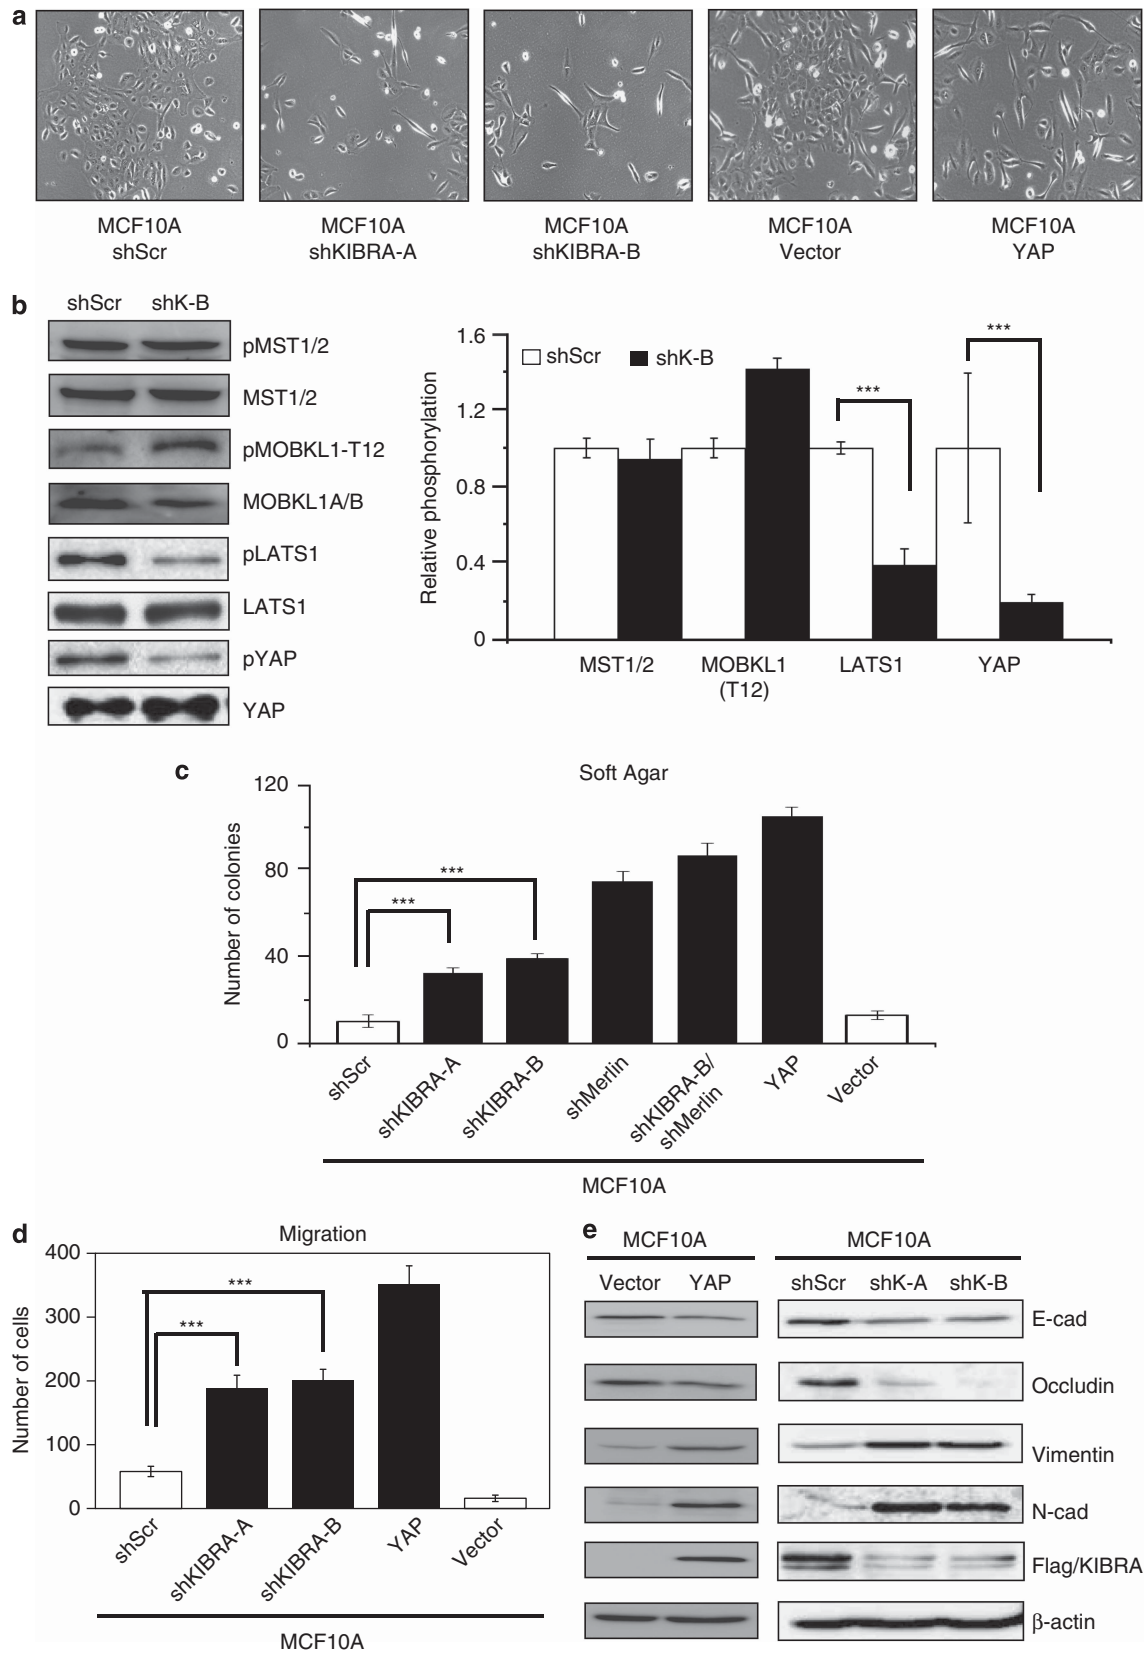 a
MCF10A
shScr
MCF10A
shKIBRA-A
MCF10A
shKIBRA-B
MCF10A
Vector
MCF10A
YAP
b
shScr shK-B
pMST1/2
MST1/2
pMOBKL1-T12
MOBKL1A/B
pLATS1
LATS1
pYAP
YAP
Relative phosphorylation
1.6
1.2
0.8
0.4
0
shScr shK-B
***
***
MST1/2
MOBKL1
(T12)
LATS1
YAP
c
Soft Agar
Number of colonies
120
80
40
0
***
***
shScr
shKIBRA-A
shKIBRA-B
shMerlin
shKIBRA-B/
shMerlin
YAP
Vector
MCF10A
d
Migration
Number of cells
400
300
200
100
0
***
***
shScr
shKIBRA-A
shKIBRA-B
YAP
Vector
MCF10A
e
MCF10A MCF10A
Vector YAP shScr shK-A shK-B
E-cad
Occludin
Vimentin
N-cad
Flag/KIBRA
β-actin